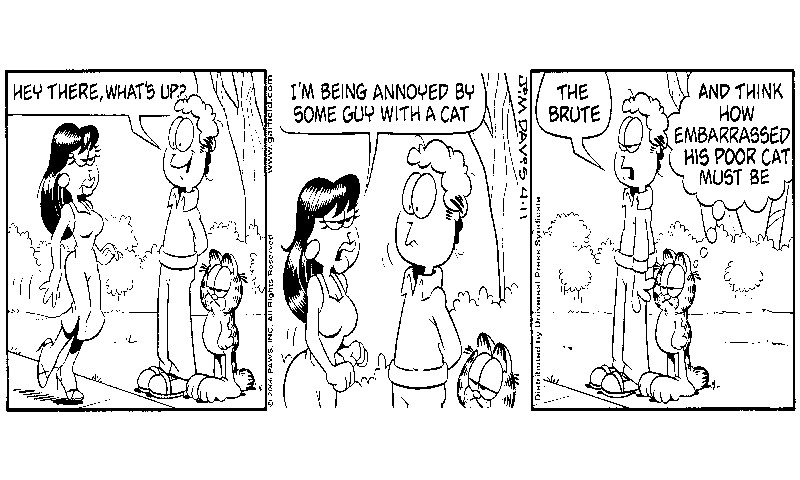 HEY THERE, WHAT'S UP?
www.garfield.com
© 2004 PAWS, INC. All Rights Reserved
I'M BEING ANNOYED BY
SOME GUY WITH A CAT
JIM DAVIS 4-11
Distributed by Universal Press Syndicate
THE
BRUTE
AND THINK
HOW
EMBARRASSED
HIS POOR CAT
MUST BE